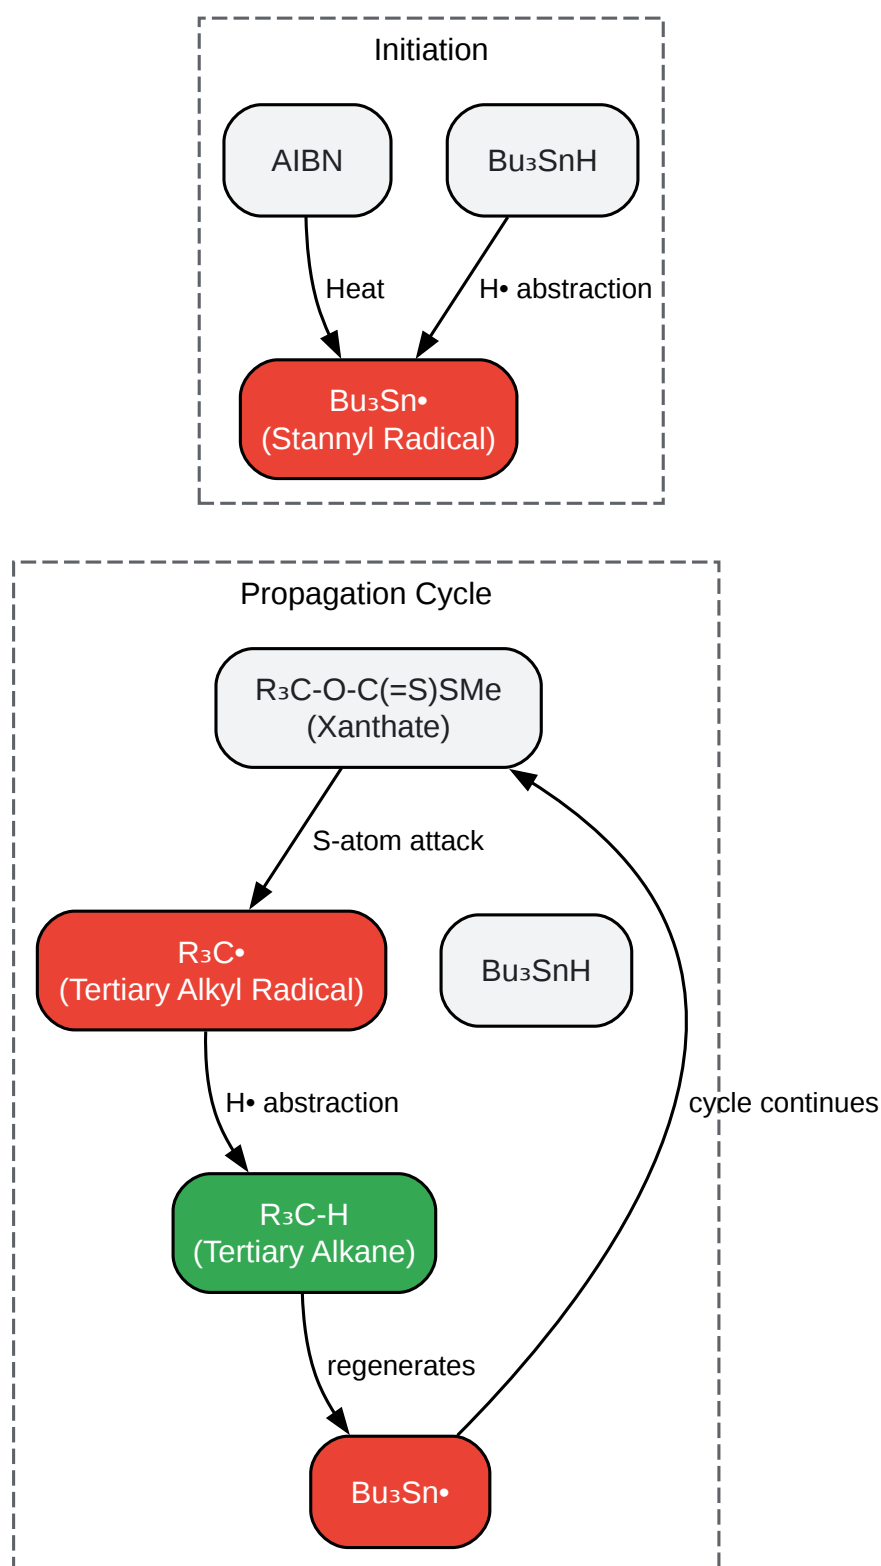 Initiation
AIBN
Bu₃SnH
Heat
H• abstraction
Bu₃Sn•
(Stannyl Radical)
Propagation Cycle
R₃C-O-C(=S)SMe
(Xanthate)
S-atom attack
R₃C•
(Tertiary Alkyl Radical)
Bu₃SnH
H• abstraction
cycle continues
R₃C-H
(Tertiary Alkane)
regenerates
Bu₃Sn•